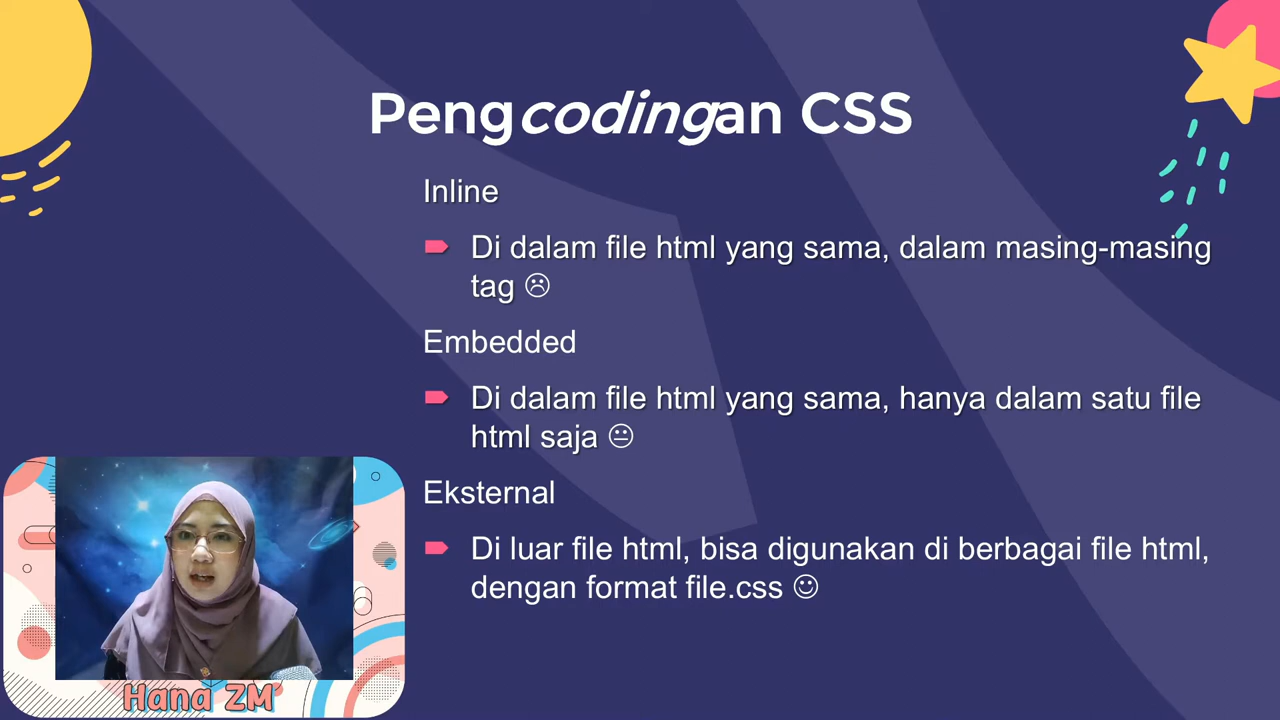 Pengcodingan CSS
Inline
Di dalam file html yang sama, dalam masing-masing
tag ☹
Embedded
Di dalam file html yang sama, hanya dalam satu file
html saja 😐
Eksternal
Di luar file html, bisa digunakan di berbagai file html,
dengan format file.css ☺
Hana ZM